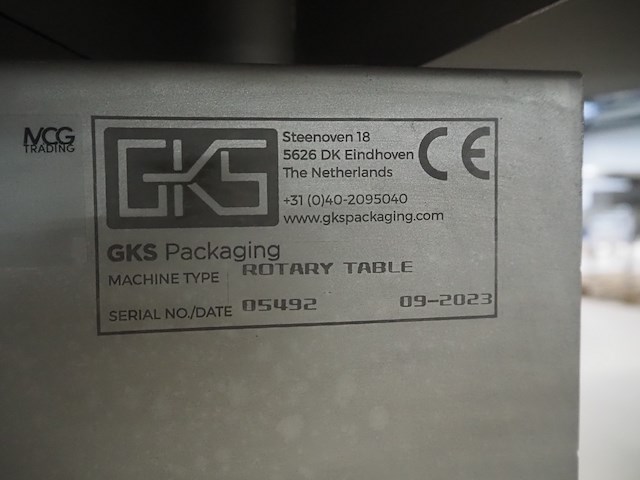 MCG
TRADING
GKS
Steenoven 18
5626 DK Eindhoven
The Netherlands
+31 (0)40-2095040
www.gkspackaging.com
CE
GKS Packaging
MACHINE TYPE ROTARY TABLE
SERIAL NO./DATE 05492 09-2023